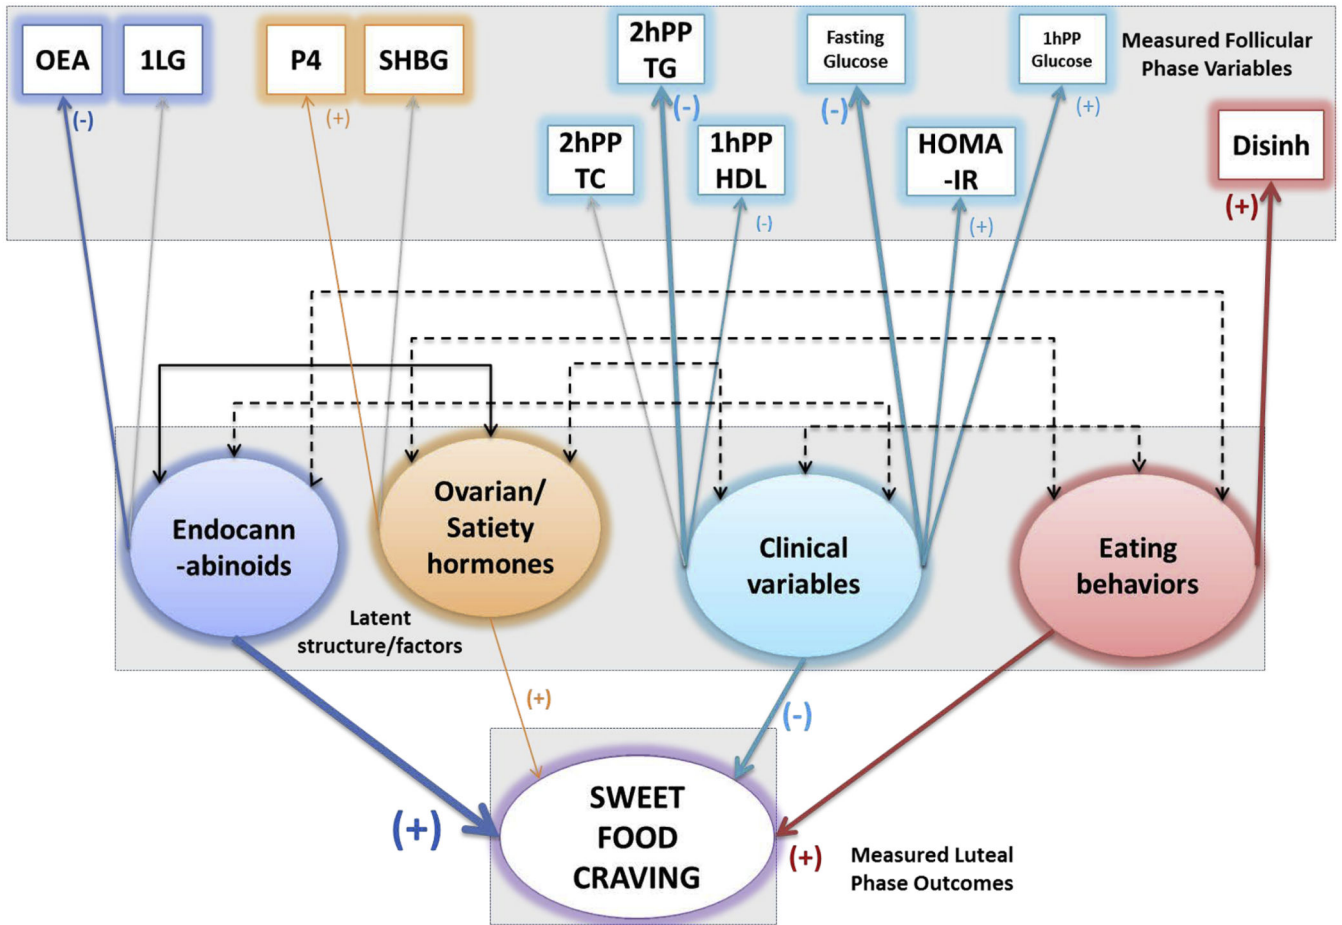 OEA
1LG
P4
SHBG
2hPP
TG
Fasting
Glucose
1hPP
Glucose
Measured Follicular
Phase Variables
(-)
(+)
(-)
(-)
(+)
2hPP
TC
1hPP
HDL
HOMA
-IR
Disinh
(-)
(+)
(+)
Endocann
-abinoids
Ovarian/
Satiety
hormones
Clinical
variables
Eating
behaviors
Latent
structure/factors
(+)
(-)
(+)
(+)
SWEET
FOOD
CRAVING
Measured Luteal
Phase Outcomes